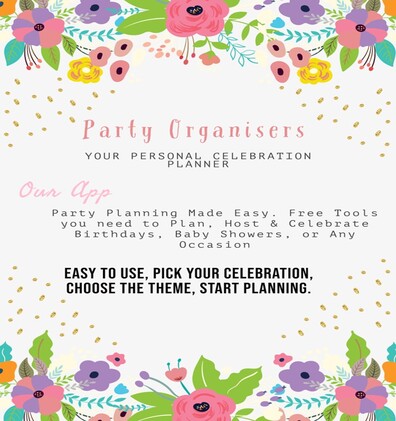 Party Organisers
YOUR PERSONAL CELEBRATION
PLANNER
Our App
Party Planning Made Easy. Free Tools
you need to Plan, Host & Celebrate
Birthdays, Baby Showers, or Any
Occasion
EASY TO USE, PICK YOUR CELEBRATION,
CHOOSE THE THEME, START PLANNING.